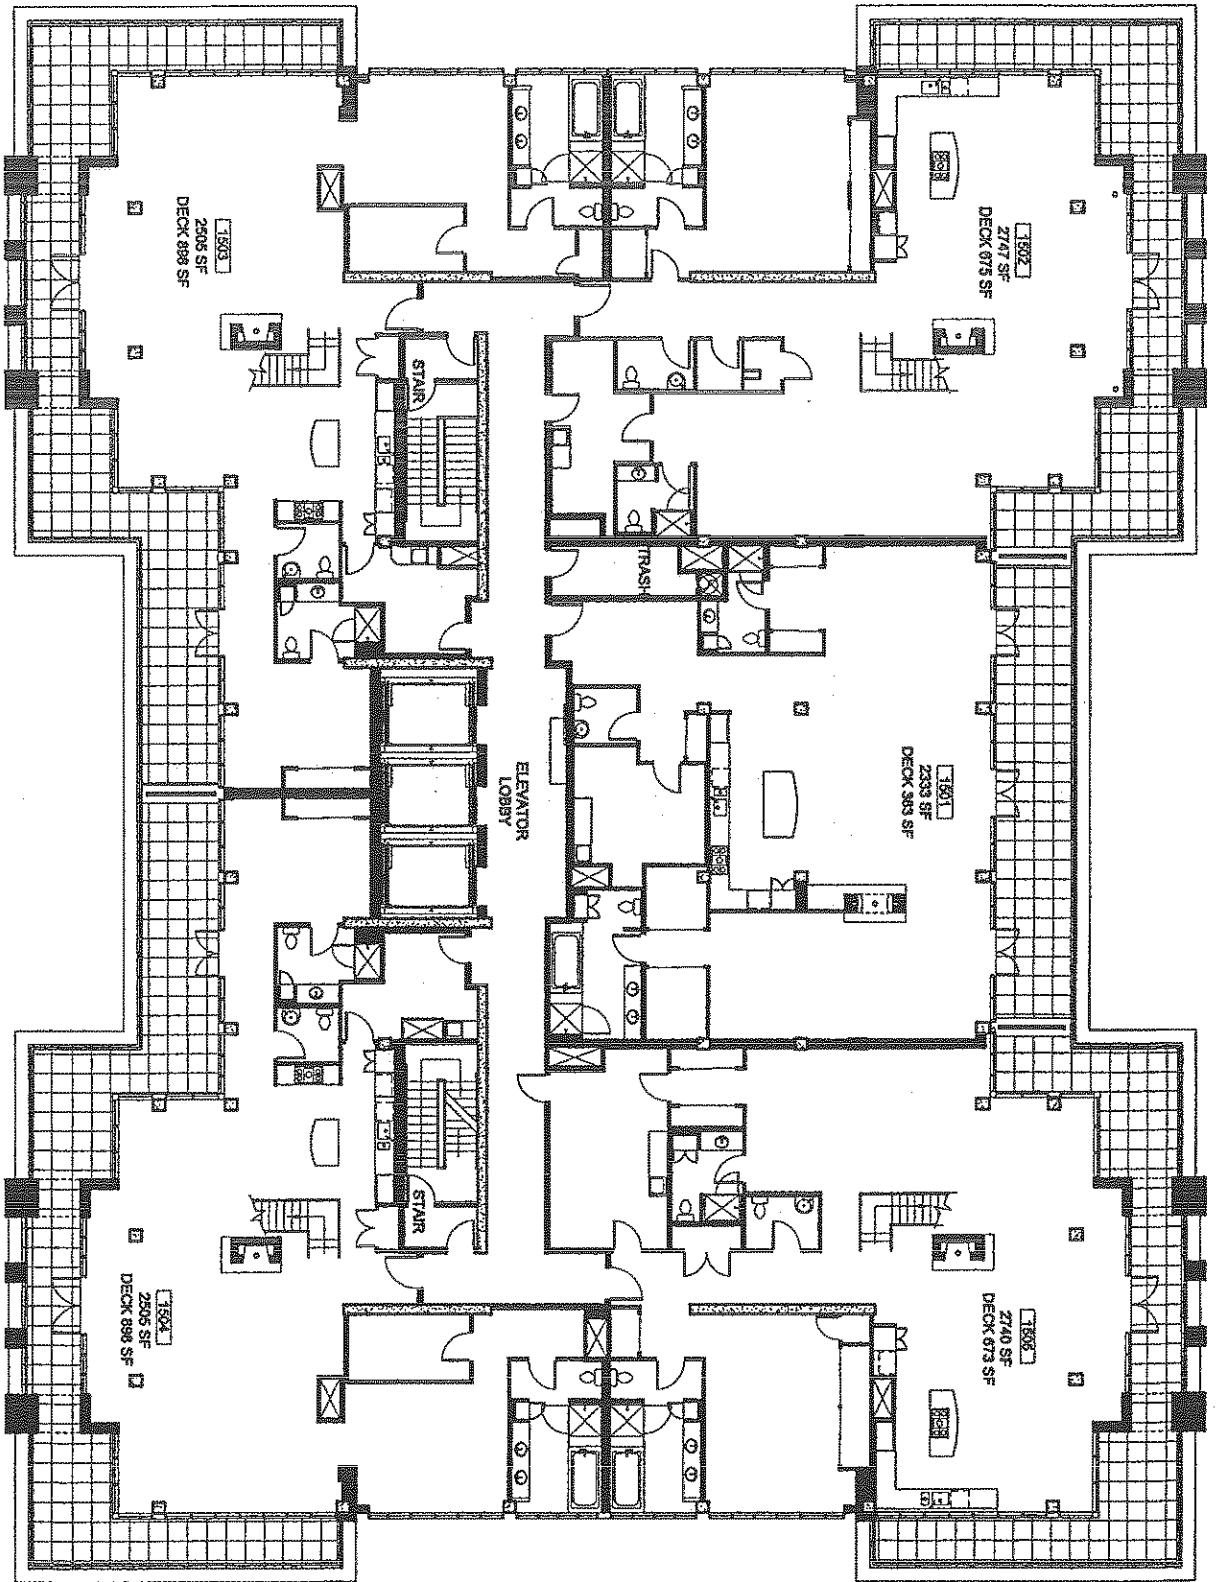 1503
2505 SF
DECK 898 SF
1502
2747 SF
DECK 675 SF
STAIR
TRASH
ELEVATOR
LOBBY
1501
2333 SF
DECK 383 SF
STAIR
1504
2505 SF
DECK 898 SF
1505
2740 SF
DECK 673 SF